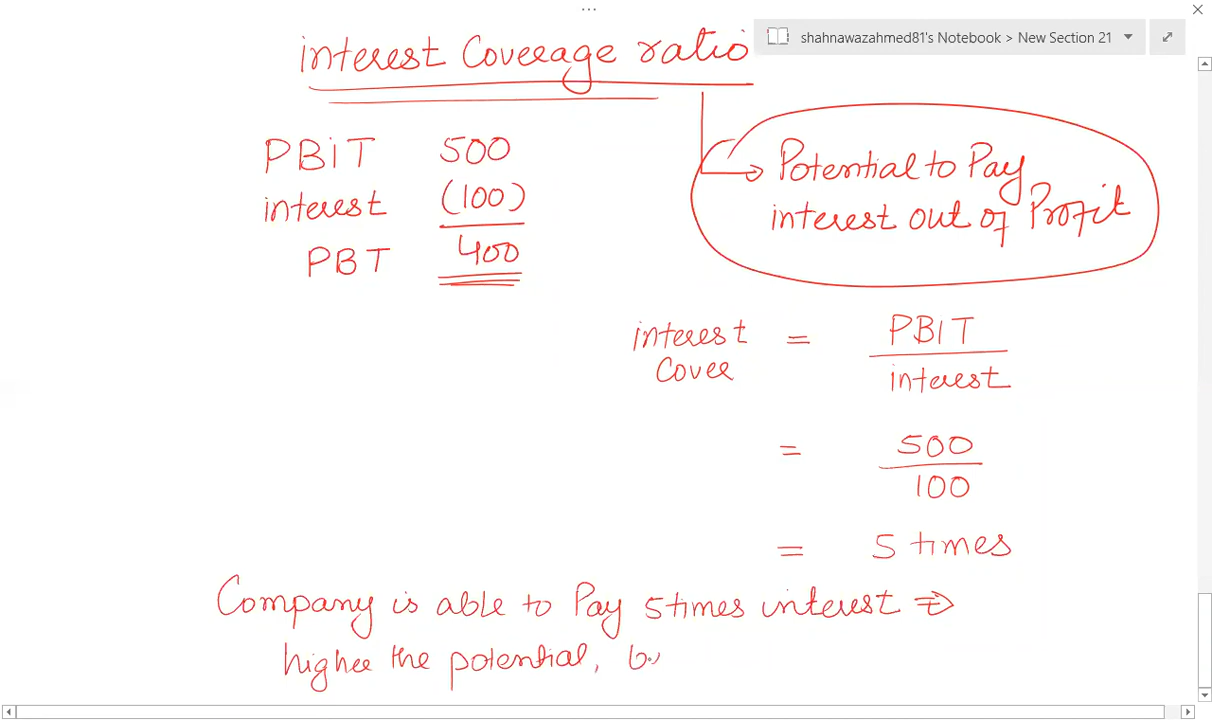 interest Coverage ratio
shahnawazahmed81's Notebook > New Section 21
PBIT 500
interest (100)
PBT 400
Potential to Pay
interest out of Profit
interest Cover = PBIT / interest
= 500 / 100
= 5 times
Company is able to Pay 5 times interest ⇒
higher the potential,